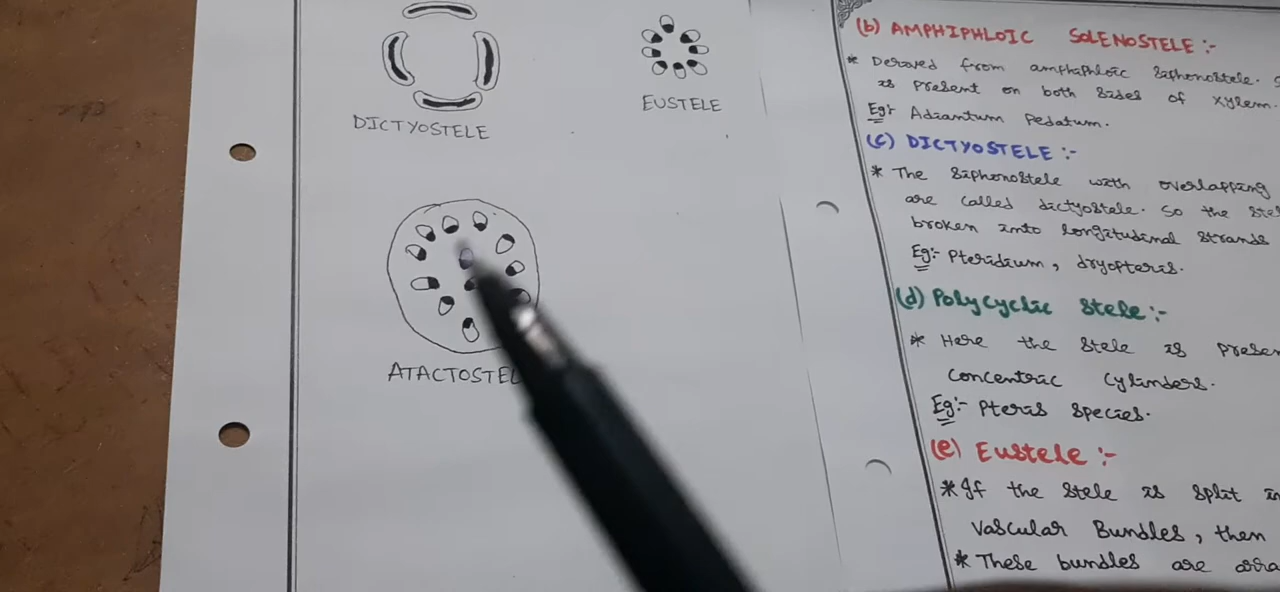 DICTYOSTELE
EUSTELE
ATACTOSTEL
(b) AMPHIPHLOIC SOLENOSTELE :-
* Derived from amphiphloic siphonostele.
is present on both sides of xylem.
Eg:- Adiantum Pedatum.
(c) DICTYOSTELE :-
* The siphonostele with overlapping
are called dictyostele. So the
broken into longitudinal strands
Eg:- Pteridium, dryopteris.
(d) Polycyclic Stele :-
* Here the stele is
concentric cylinders.
Eg:- Pteris species.
(e) Eustele :-
* If the stele is split
vascular Bundles, then
* These bundles are